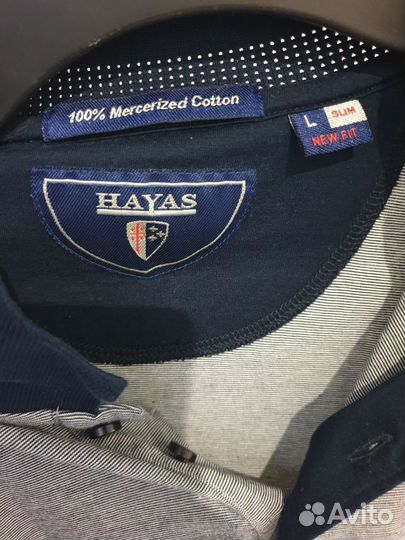 100% Mercerized Cotton
L SLIM
NEW FIT
HAYAS
Avito